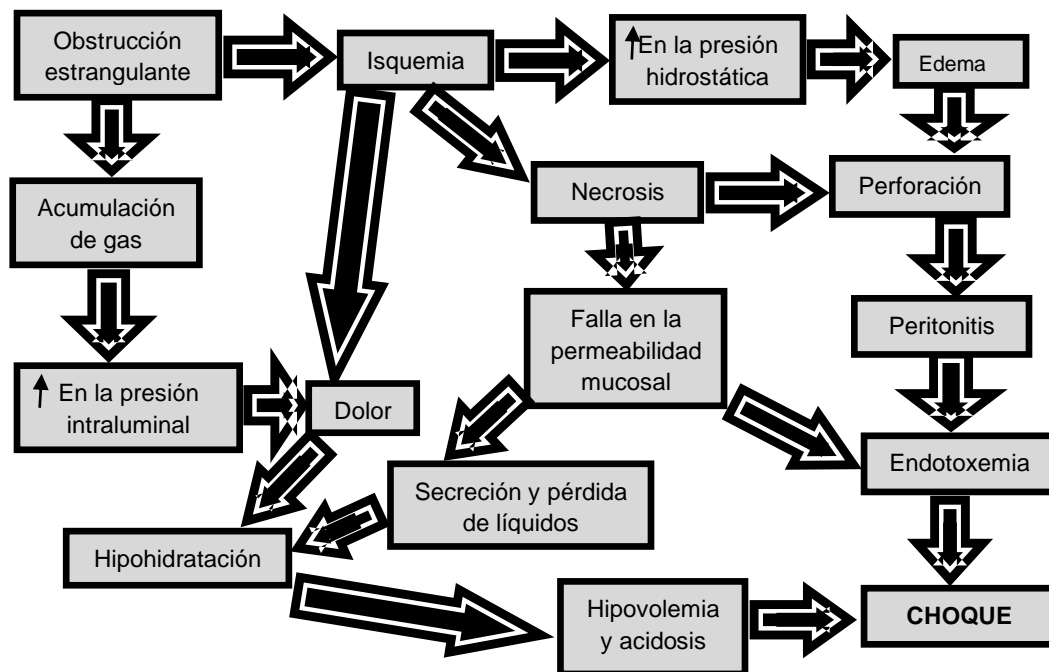 Obstrucción
estrangulante
Isquemia
En la presión
hidrostática
Edema
Acumulación
de gas
Necrosis
Perforación
Falla en la
permeabilidad
mucosal
Peritonitis
En la presión
intraluminal
Dolor
Secreción y pérdida
de líquidos
Endotoxemia
Hipohidratación
Hipovolemia
y acidosis
CHOQUE